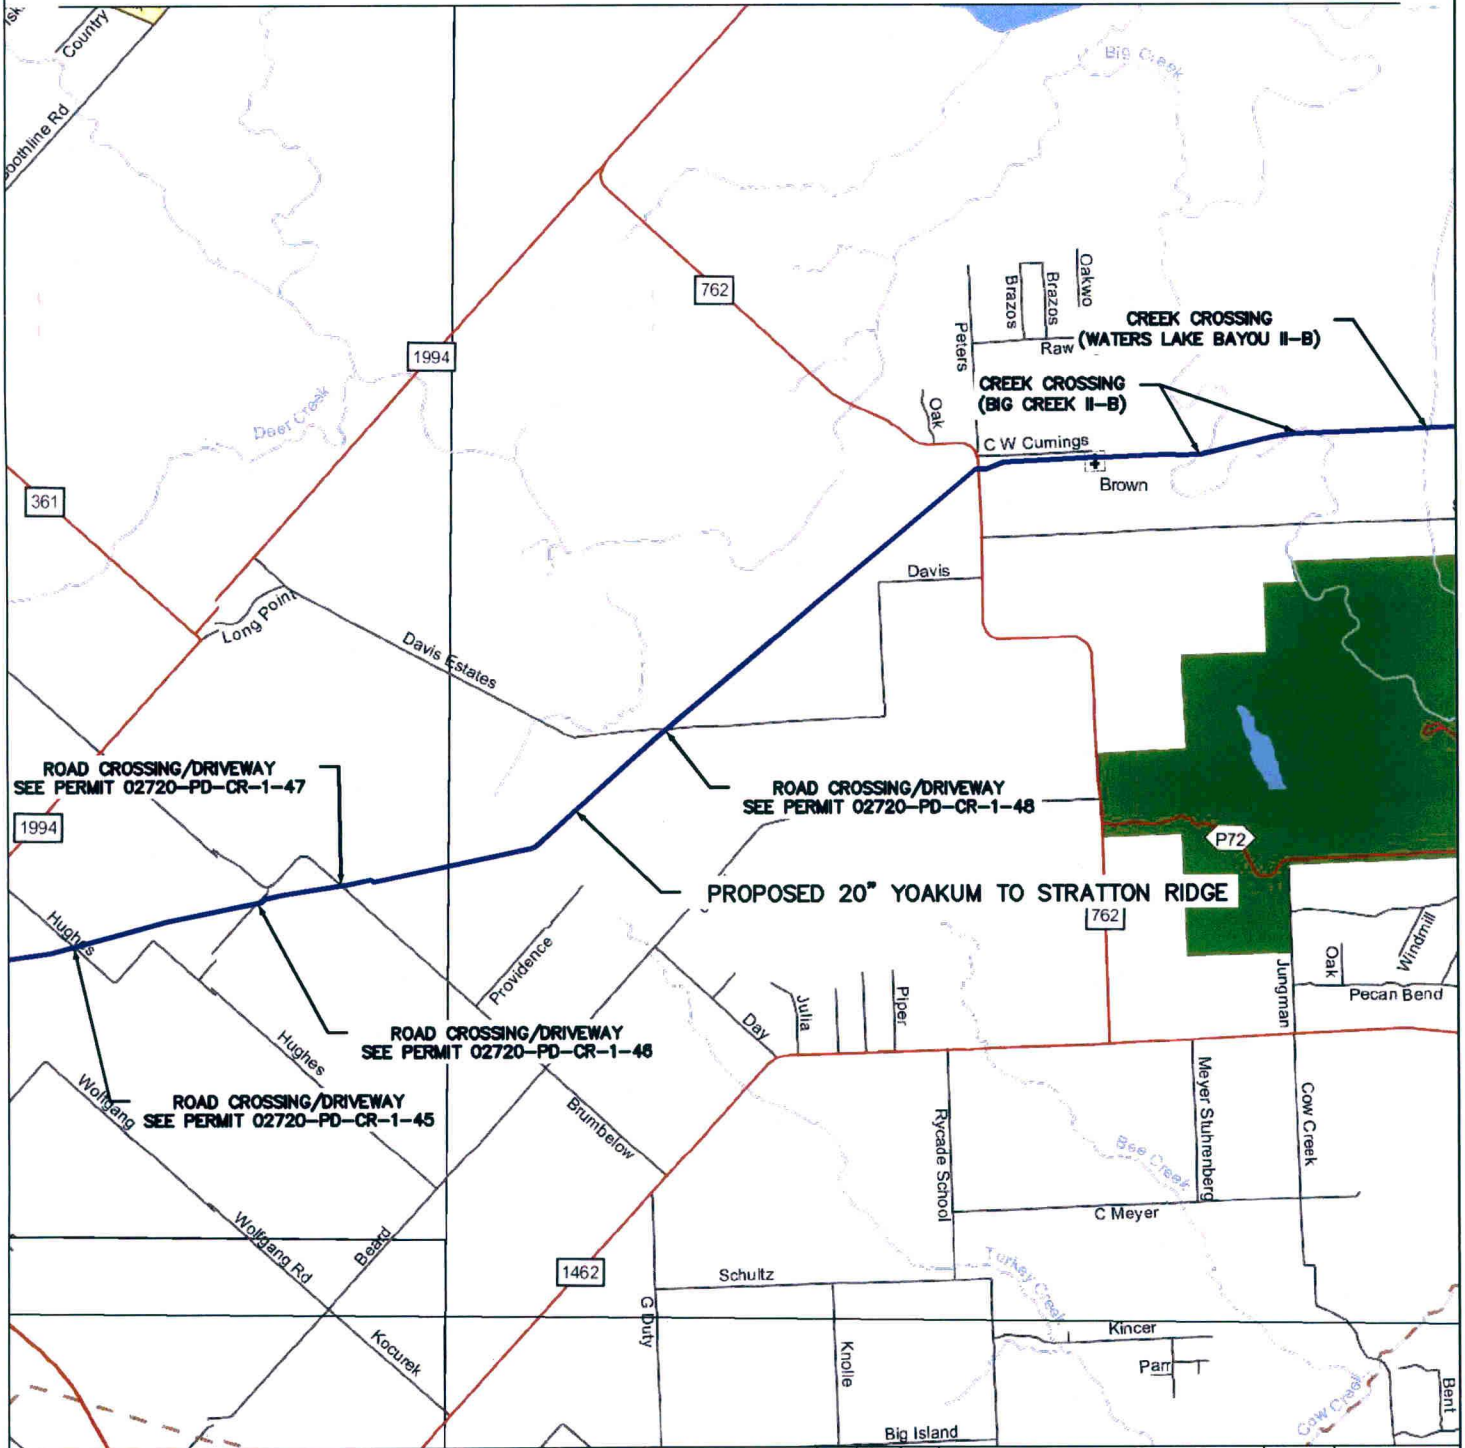 Country
Big Creek
762
Oakwo
Brazos
Brazos
Peters
Raw
CREEK CROSSING
(WATERS LAKE BAYOU II-B)
1994
CREEK CROSSING
(BIG CREEK II-B)
Oak
Deer Creek
C W Cumings
361
Brown
Davis
Long Point
Davis Estates
ROAD CROSSING/DRIVEWAY
SEE PERMIT 02720-PD-CR-1-47
ROAD CROSSING/DRIVEWAY
SEE PERMIT 02720-PD-CR-1-48
1994
P72
PROPOSED 20" YOAKUM TO STRATTON RIDGE
762
Hughes
Providence
Oak
Windmill
Jungman
Pecan Bend
Julia
Piper
Day
ROAD CROSSING/DRIVEWAY
SEE PERMIT 02720-PD-CR-1-46
Hughes
Wolfgang
ROAD CROSSING/DRIVEWAY
SEE PERMIT 02720-PD-CR-1-45
Brumbelow
Rycade School
Meyer Stuhrenberg
Cow Creek
Bee Creek
C Meyer
Wolfgang Rd
Beard
1462
Schultz
Turkey Creek
G Duty
Kocurek
Knolle
Kincer
Parr
Bent
Cow Creek
Big Island